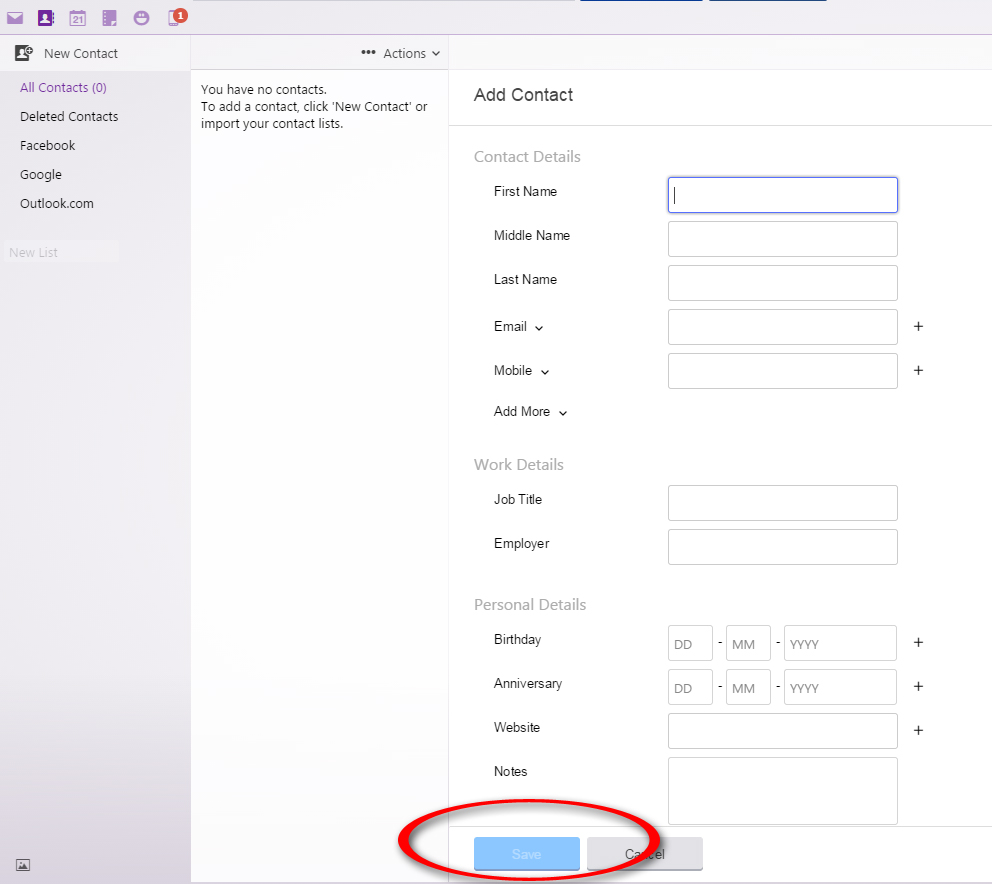 21
1
New Contact
••• Actions
All Contacts (0)
Deleted Contacts
Facebook
Google
Outlook.com
New List
You have no contacts.
To add a contact, click 'New Contact' or
import your contact lists.
Add Contact
Contact Details
First Name
Middle Name
Last Name
Email +
Mobile +
Add More
Work Details
Job Title
Employer
Personal Details
Birthday DD - MM - YYYY +
Anniversary DD - MM - YYYY +
Website +
Notes
Save Cancel